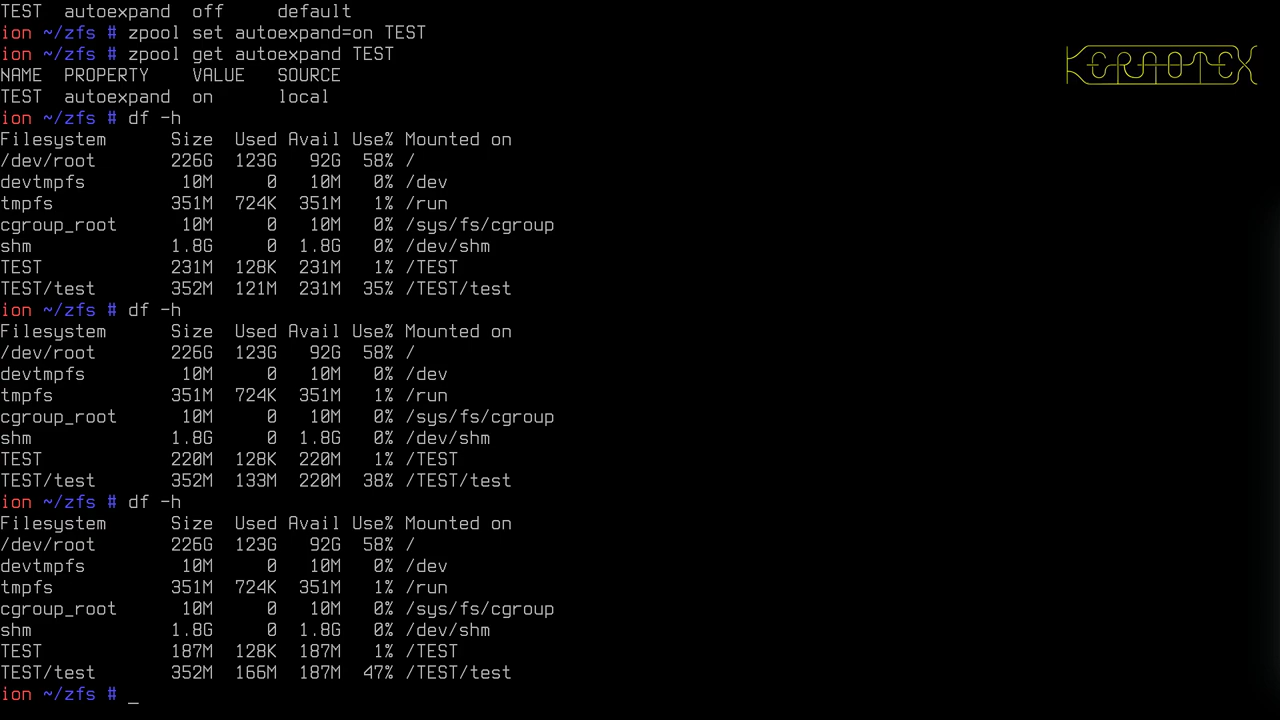 TEST  autoexpand  off     default
ion ~/zfs # zpool set autoexpand=on TEST
ion ~/zfs # zpool get autoexpand TEST
NAME  PROPERTY    VALUE   SOURCE
TEST  autoexpand  on      local
ion ~/zfs # df -h
Filesystem      Size  Used Avail Use% Mounted on
/dev/root       226G  123G   92G  58% /
devtmpfs         10M     0   10M   0% /dev
tmpfs           351M  724K  351M   1% /run
cgroup_root      10M     0   10M   0% /sys/fs/cgroup
shm             1.8G     0  1.8G   0% /dev/shm
TEST            231M  128K  231M   1% /TEST
TEST/test       352M  121M  231M  35% /TEST/test
ion ~/zfs # df -h
Filesystem      Size  Used Avail Use% Mounted on
/dev/root       226G  123G   92G  58% /
devtmpfs         10M     0   10M   0% /dev
tmpfs           351M  724K  351M   1% /run
cgroup_root      10M     0   10M   0% /sys/fs/cgroup
shm             1.8G     0  1.8G   0% /dev/shm
TEST            220M  128K  220M   1% /TEST
TEST/test       352M  133M  220M  38% /TEST/test
ion ~/zfs # df -h
Filesystem      Size  Used Avail Use% Mounted on
/dev/root       226G  123G   92G  58% /
devtmpfs         10M     0   10M   0% /dev
tmpfs           351M  724K  351M   1% /run
cgroup_root      10M     0   10M   0% /sys/fs/cgroup
shm             1.8G     0  1.8G   0% /dev/shm
TEST            187M  128K  187M   1% /TEST
TEST/test       352M  166M  187M  47% /TEST/test
ion ~/zfs # _